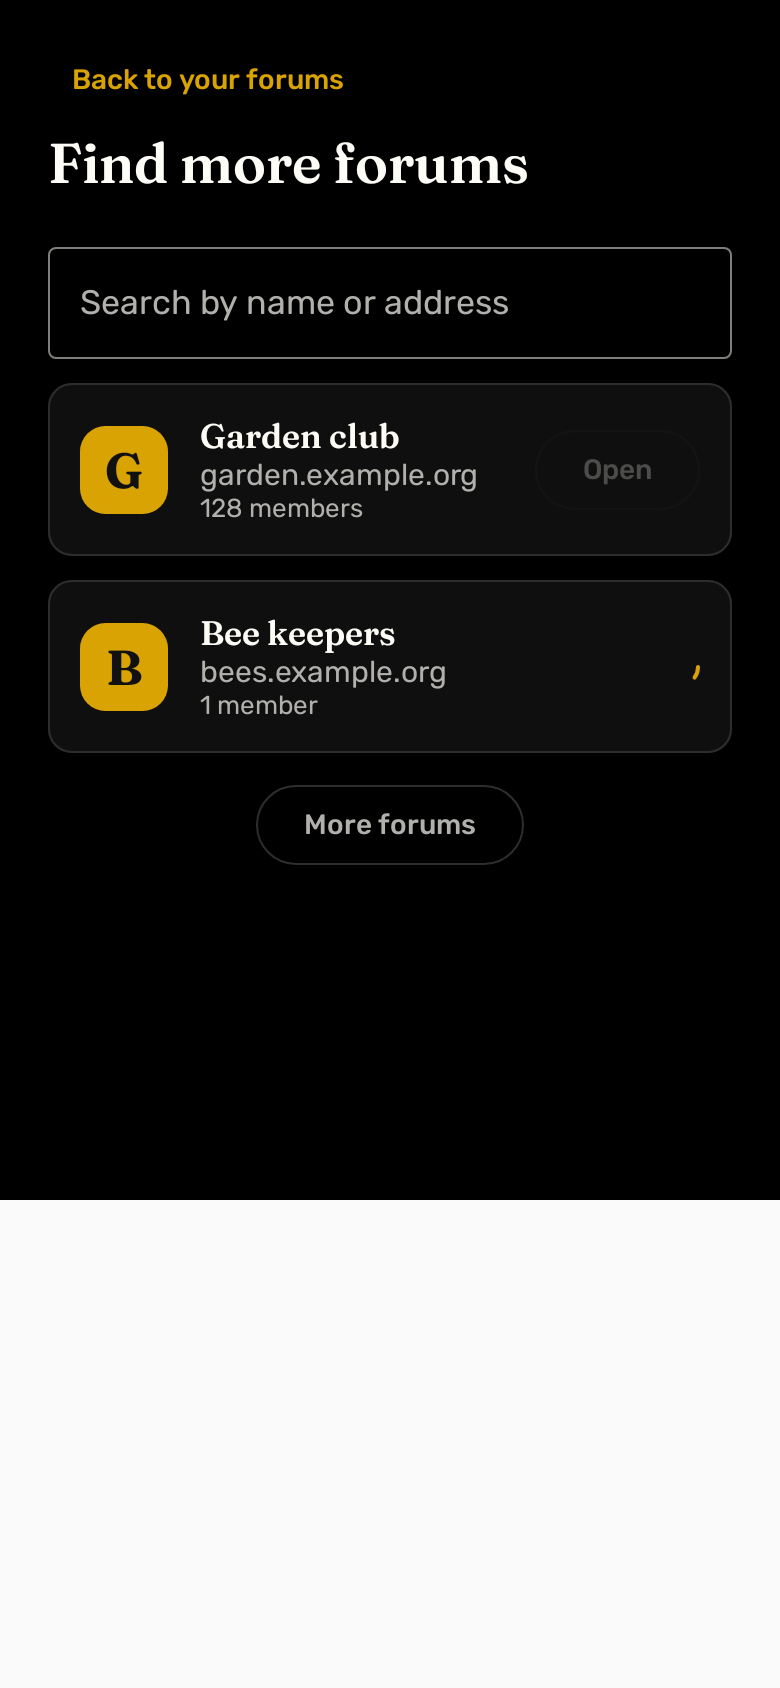 Back to your forums
Find more forums
Search by name or address
G
Garden club
garden.example.org
128 members
Open
B
Bee keepers
bees.example.org
1 member
More forums